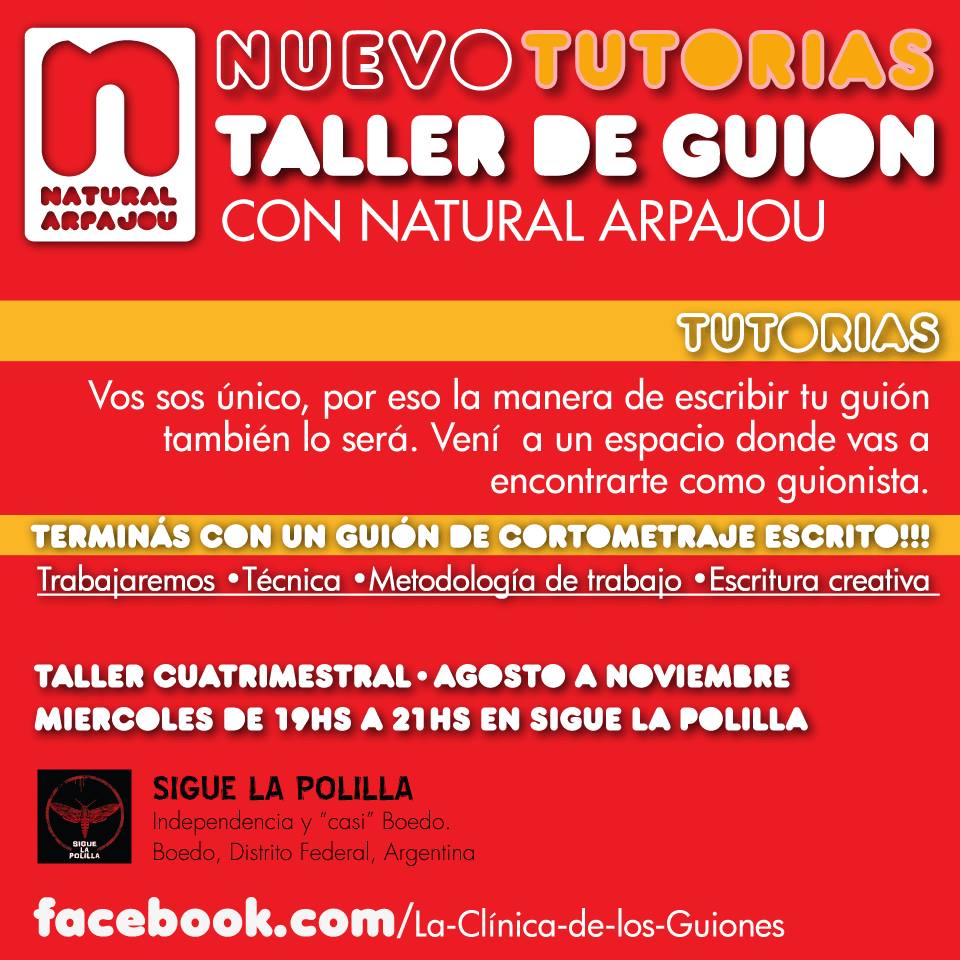 n
NATURAL
ARPAJOU
NUEVO TUTORIAS
TALLER DE GUION
CON NATURAL ARPAJOU
TUTORIAS
Vos sos único, por eso la manera de escribir tu guión
también lo será. Vení a un espacio donde vas a
encontrarte como guionista.
TERMINÁS CON UN GUIÓN DE CORTOMETRAJE ESCRITO!!!
Trabajaremos •Técnica •Metodología de trabajo •Escritura creativa
TALLER CUATRIMESTRAL • AGOSTO A NOVIEMBRE
MIERCOLES DE 19HS A 21HS EN SIGUE LA POLILLA
SIGUE
LA
POLILLA
SIGUE LA POLILLA
Independencia y "casi" Boedo.
Boedo, Distrito Federal, Argentina
facebook.com/La-Clínica-de-los-Guiones